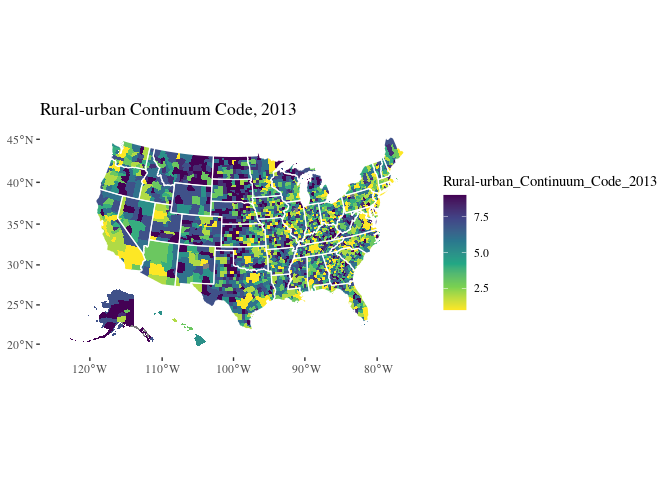 Rural-urban Continuum Code, 2013
45°N
40°N
35°N
30°N
25°N
20°N
120°W
110°W
100°W
90°W
80°W
Rural-urban_Continuum_Code_2013
7.5
5.0
2.5